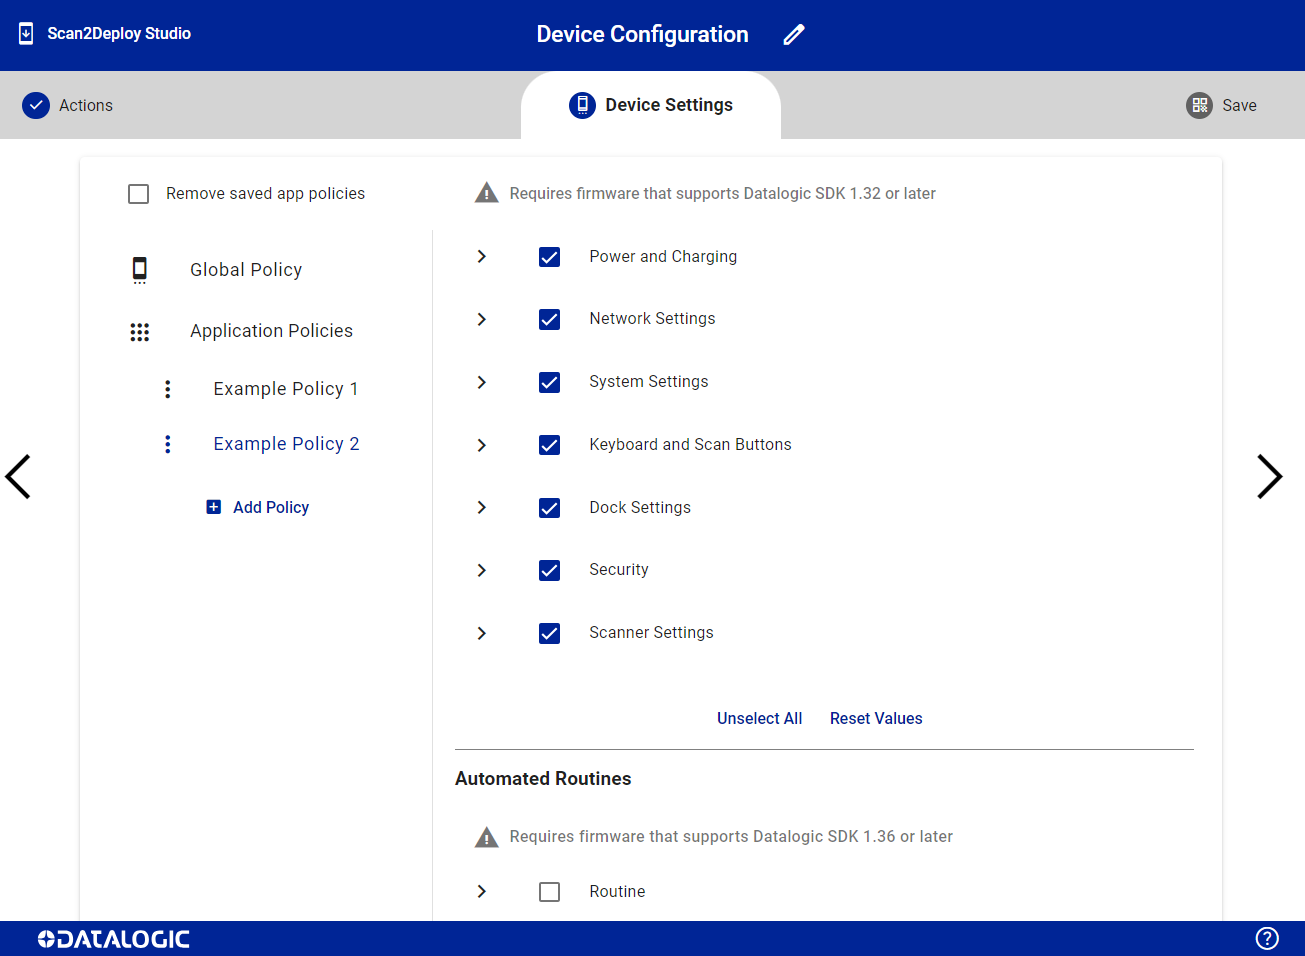 Scan2Deploy Studio
Device Configuration
Actions
Device Settings
Save
Remove saved app policies
Requires firmware that supports Datalogic SDK 1.32 or later
Global Policy
Application Policies
Example Policy 1
Example Policy 2
Add Policy
Power and Charging
Network Settings
System Settings
Keyboard and Scan Buttons
Dock Settings
Security
Scanner Settings
Unselect All
Reset Values
Automated Routines
Requires firmware that supports Datalogic SDK 1.36 or later
Routine
DATALOGIC
?